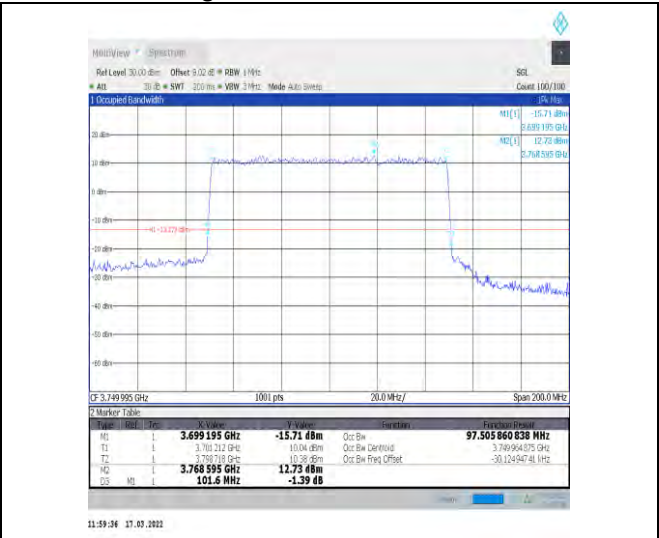 MultiView Spectrum
Ref Level 30.00 dBm Offset 9.02 dB RBW 1 MHz SGL
Att 30 dB SWT 200 ms VBW 3 MHz Mode Auto Sweep Count 100/100
1 Occupied Bandwidth 1Pk Max
M1[1] -15.71 dBm
3.699 195 GHz
M2[1] 12.73 dBm
3.768 595 GHz
20 dBm
10 dBm
0 dBm
-10 dBm
-20 dBm
-30 dBm
-40 dBm
-50 dBm
-60 dBm
CF 3.749 995 GHz 1001 pts 20.0 MHz/ Span 200.0 MHz
2 Marker Table
Type Ref Trc X-Value Y-Value Function Function Result
M1 1 3.699 195 GHz -15.71 dBm Occ Bw 97.505 860 838 MHz
T1 1 3.701 212 GHz 10.04 dBm Occ Bw Centroid 3.749 964 875 GHz
T2 1 3.798 718 GHz 10.38 dBm Occ Bw Freq Offset -30.124 947 41 kHz
M2 1 3.768 595 GHz 12.73 dBm
D3 M1 1 101.6 MHz -1.39 dB
11:59:36 17.03.2022